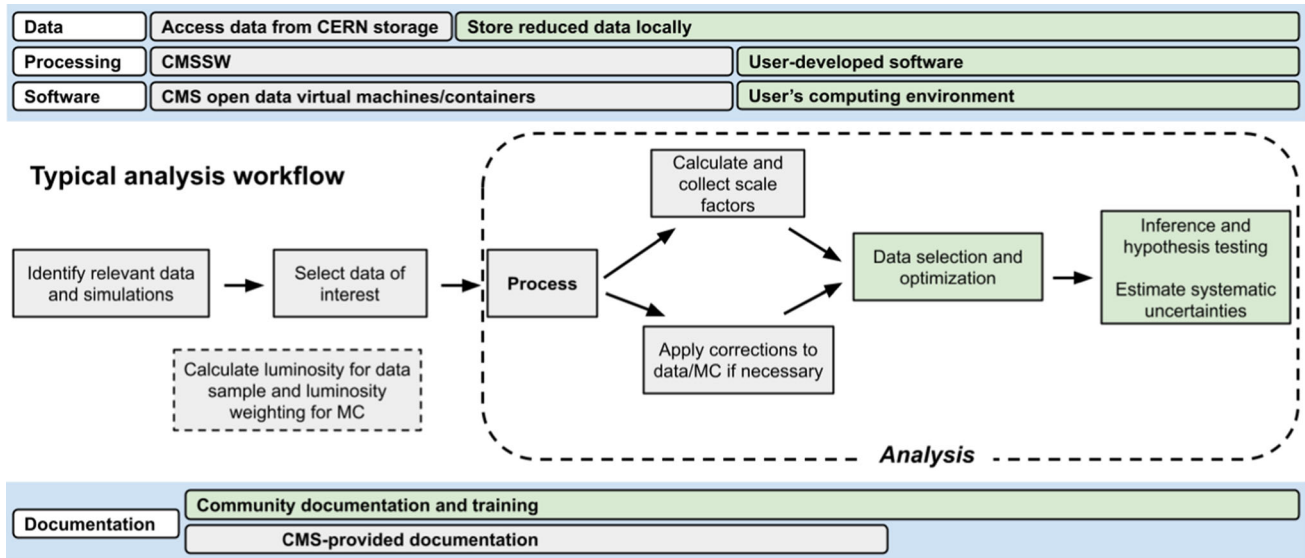 Data
Access data from CERN storage
Store reduced data locally
Processing
CMSSW
User-developed software
Software
CMS open data virtual machines/containers
User’s computing environment
Typical analysis workflow
Identify relevant data
and simulations
Select data of
interest
Calculate luminosity for data
sample and luminosity
weighting for MC
Process
Calculate and
collect scale
factors
Apply corrections to
data/MC if necessary
Data selection and
optimization
Inference and
hypothesis testing
Estimate systematic
uncertainties
Analysis
Documentation
Community documentation and training
CMS-provided documentation